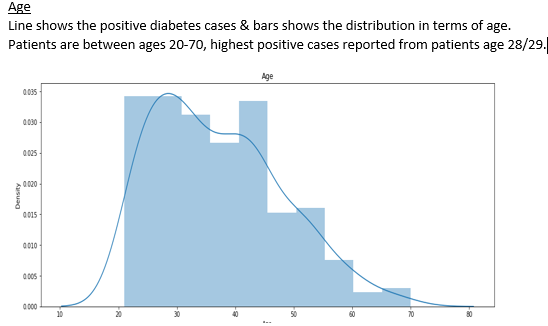 Age
Line shows the positive diabetes cases & bars shows the distribution in terms of age.
Patients are between ages 20-70, highest positive cases reported from patients age 28/29.
Age
0.035
0.030
0.025
0.020
0.015
0.010
0.005
0.000
Density
10 20 30 40 50 60 70 80